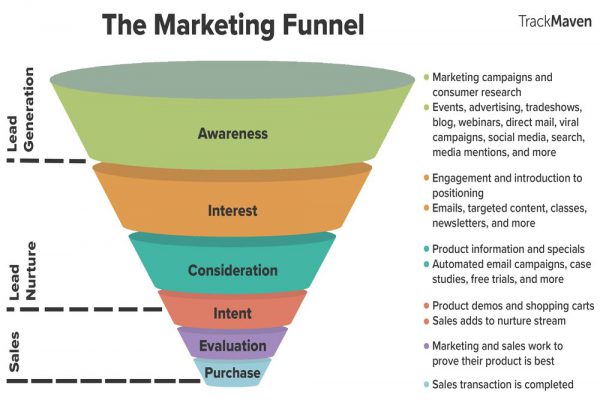 The Marketing Funnel
TrackMaven
Lead
Generation
Lead
Nurture
Sales
Awareness
Interest
Consideration
Intent
Evaluation
Purchase
Marketing campaigns and
consumer research
Events, advertising, tradeshows,
blog, webinars, direct mail, viral
campaigns, social media, search,
media mentions, and more
Engagement and introduction to
positioning
Emails, targeted content, classes,
newsletters, and more
Product information and specials
Automated email campaigns, case
studies, free trials, and more
Product demos and shopping carts
Sales adds to nurture stream
Marketing and sales work to
prove their product is best
Sales transaction is completed